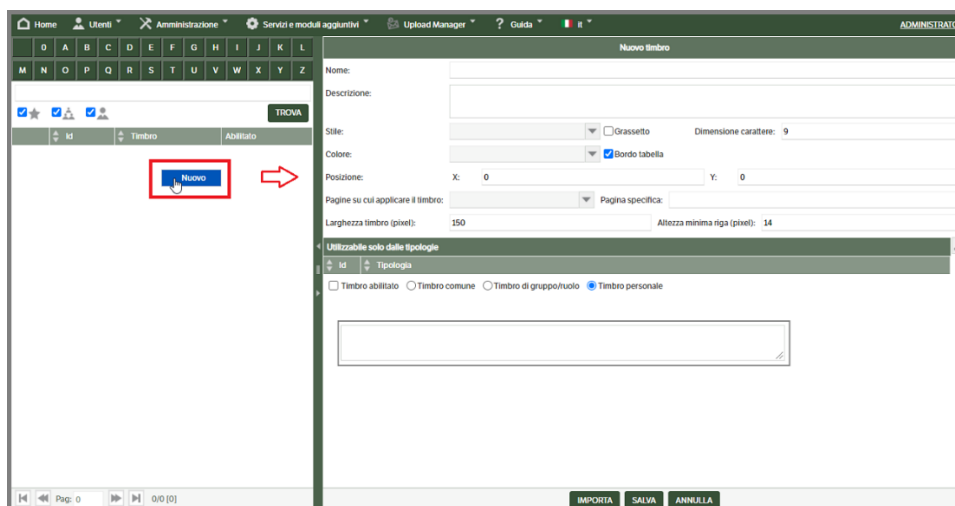 Home Utenti Amministrazione Servizi e moduli aggiuntivi Upload Manager ? Guida it ADMINISTRATO
0 A B C D E F G H I J K L
M N O P Q R S T U V W X Y Z
TROVA
Id Timbro Abilitato
Nuovo
Pag: 0 0/0 [0]
Nuovo timbro
Nome:
Descrizione:
Stile: Grassetto Dimensione carattere: 9
Colore: Bordo tabella
Posizione: X: 0 Y: 0
Pagine su cui applicare il timbro: Pagina specifica:
Larghezza timbro (pixel): 150 Altezza minima riga (pixel): 14
Utilizzabile solo dalle tipologie
Id Tipologia
Timbro abilitato Timbro comune Timbro di gruppo/ruolo Timbro personale
IMPORTA SALVA ANNULLA